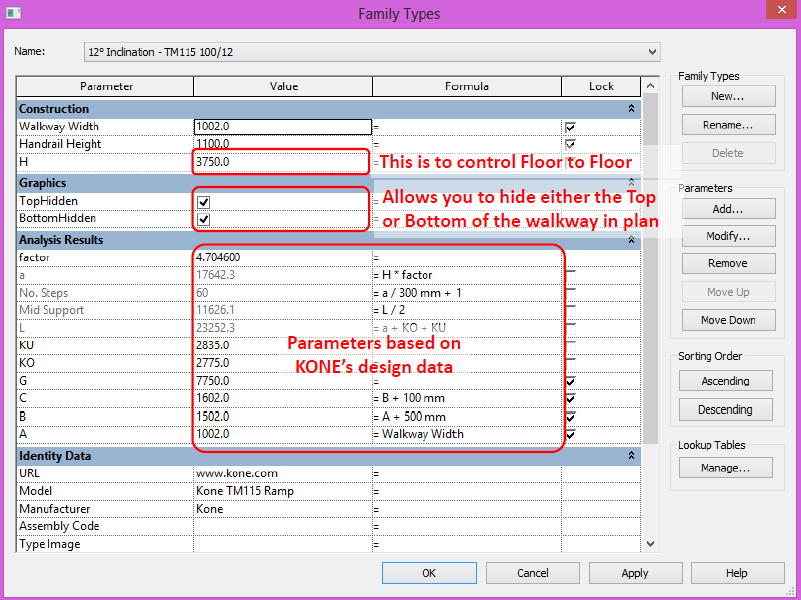 Family Types
Name:
12º Inclination - TM115 100/12
Parameter Value Formula Lock
Construction
Walkway Width 1002.0 =
Handrail Height 1100.0 =
H 3750.0 = This is to control Floor to Floor
Graphics
TopHidden =
BottomHidden =
Allows you to hide either the Top
or Bottom of the walkway in plan
Analysis Results
factor 4.704600 =
a 17642.3 = H * factor
No. Steps 60 = a / 300 mm + 1
Mid Support 11626.1 = L / 2
L 23252.3 = a + KO + KU
KU 2835.0 =
KO 2775.0 =
Parameters based on
KONE's design data
G 7750.0 =
C 1602.0 = B + 100 mm
B 1502.0 = A + 500 mm
A 1002.0 = Walkway Width
Identity Data
URL www.kone.com =
Model Kone TM115 Ramp =
Manufacturer Kone =
Assembly Code =
Type Image =
Family Types
New...
Rename...
Delete
Parameters
Add...
Modify...
Remove
Move Up
Move Down
Sorting Order
Ascending
Descending
Lookup Tables
Manage...
OK Cancel Apply Help